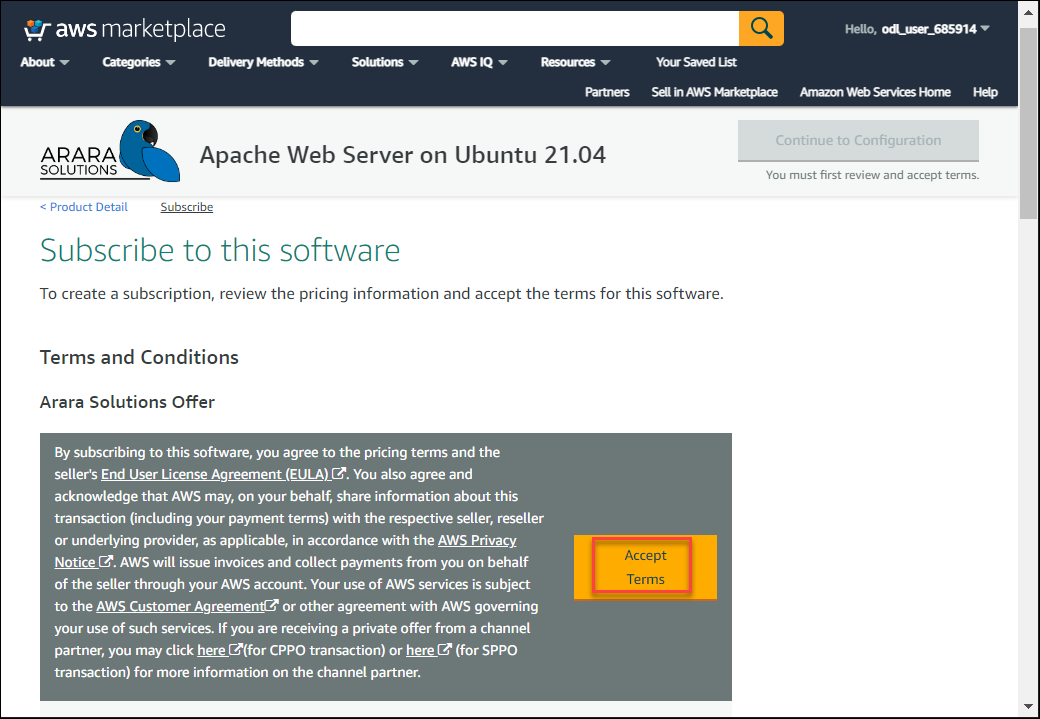 aws marketplace
Hello, odl_user_685914
About Categories Delivery Methods Solutions AWS IQ Resources Your Saved List
Partners Sell in AWS Marketplace Amazon Web Services Home Help
ARARA
SOLUTIONS
Apache Web Server on Ubuntu 21.04
Continue to Configuration
You must first review and accept terms.
< Product Detail Subscribe
Subscribe to this software
To create a subscription, review the pricing information and accept the terms for this software.
Terms and Conditions
Arara Solutions Offer
By subscribing to this software, you agree to the pricing terms and the
seller's End User License Agreement (EULA). You also agree and
acknowledge that AWS may, on your behalf, share information about this
transaction (including your payment terms) with the respective seller, reseller
or underlying provider, as applicable, in accordance with the AWS Privacy
Notice. AWS will issue invoices and collect payments from you on behalf
of the seller through your AWS account. Your use of AWS services is subject
to the AWS Customer Agreement or other agreement with AWS governing
your use of such services. If you are receiving a private offer from a channel
partner, you may click here (for CPPO transaction) or here (for SPPO
transaction) for more information on the channel partner.
Accept
Terms